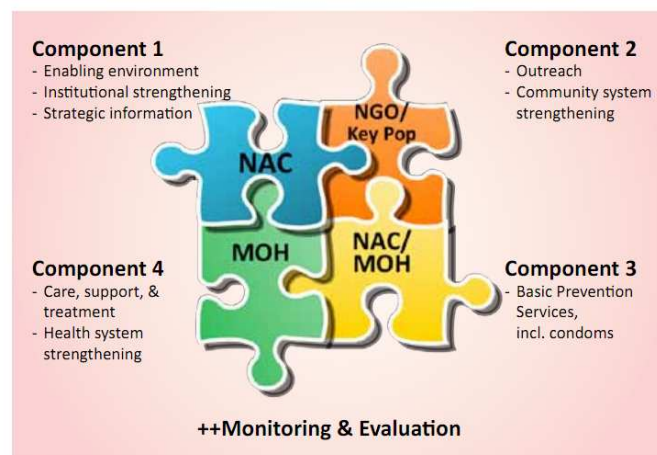 Component 1
- Enabling environment
- Institutional strengthening
- Strategic information
Component 2
- Outreach
- Community system
strengthening
NAC
NGO/
Key Pop
MOH
NAC/
MOH
Component 4
- Care, support, &
treatment
- Health system
strengthening
Component 3
- Basic Prevention
Services,
incl. condoms
++Monitoring & Evaluation